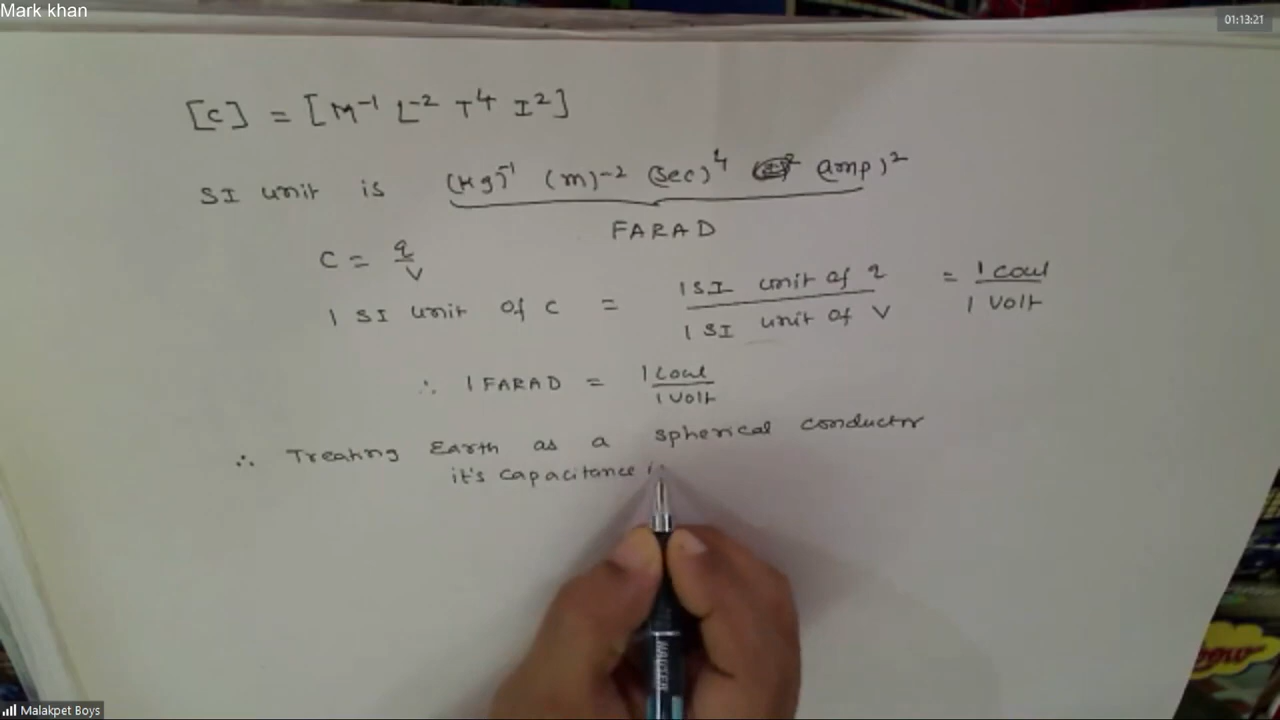 Mark khan
01:13:21
[C] = [M⁻¹ L⁻² T⁴ I²]
SI unit is (Kg)⁻¹ (m)⁻² (sec)⁴ (amp)²
FARAD
C = q/V
1 SI unit of C = 1 SI unit of q / 1 SI unit of V = 1 coul / 1 Volt
∴ 1 FARAD = 1 coul / 1 Volt
∴ Treating Earth as a spherical conductor
it's capacitance
HAUSER
Malakpet Boys